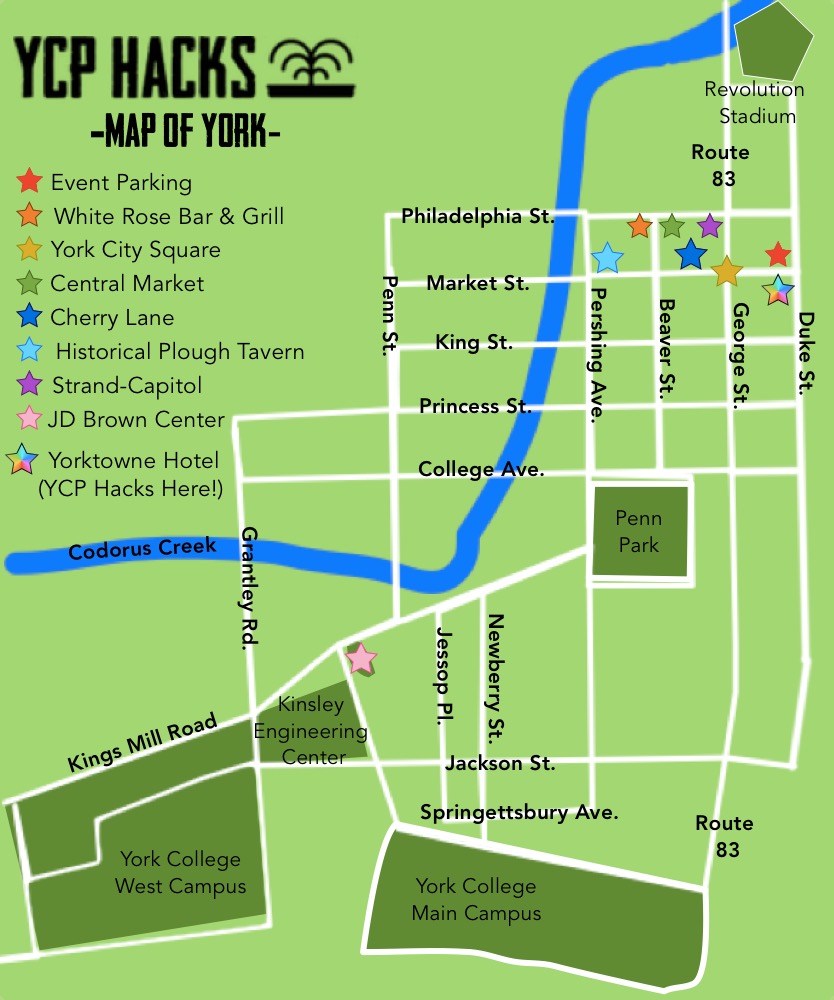 YCP HACKS
-MAP OF YORK-
Event Parking
White Rose Bar & Grill
York City Square
Central Market
Cherry Lane
Historical Plough Tavern
Strand-Capitol
JD Brown Center
Yorktowne Hotel
(YCP Hacks Here!)
Revolution
Stadium
Route
83
Philadelphia St.
Market St.
King St.
Princess St.
College Ave.
Penn St.
Pershing Ave.
Beaver St.
George St.
Duke St.
Penn
Park
Codorus Creek
Grantley Rd.
Jessop Pl.
Newberry St.
Kinsley
Engineering
Center
Kings Mill Road
Jackson St.
Springettsbury Ave.
Route
83
York College
West Campus
York College
Main Campus